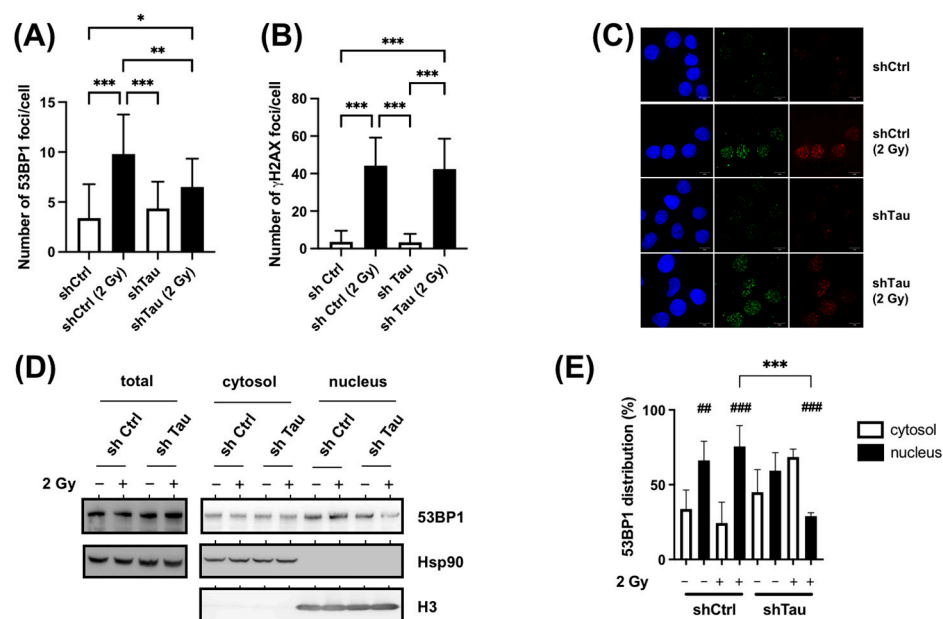 (A)
*
**
***
***
Number of 53BP1 foci/cell
15
10
5
0
shCtrl
shCtrl (2 Gy)
shTau
shTau (2 Gy)
(B)
***
***
***
***
Number of γH2AX foci/cell
80
60
40
20
0
sh Ctrl
sh Ctrl (2 Gy)
sh Tau
sh Tau (2 Gy)
(C)
shCtrl
shCtrl
(2 Gy)
shTau
shTau
(2 Gy)
(D)
total
cytosol
nucleus
sh Ctrl
sh Tau
sh Ctrl
sh Tau
sh Ctrl
sh Tau
2 Gy – + – + – + – + – + – +
53BP1
Hsp90
H3
(E)
***
## ### ###
53BP1 distribution (%)
100
50
0
cytosol
nucleus
2 Gy – – + + – – + +
shCtrl
shTau